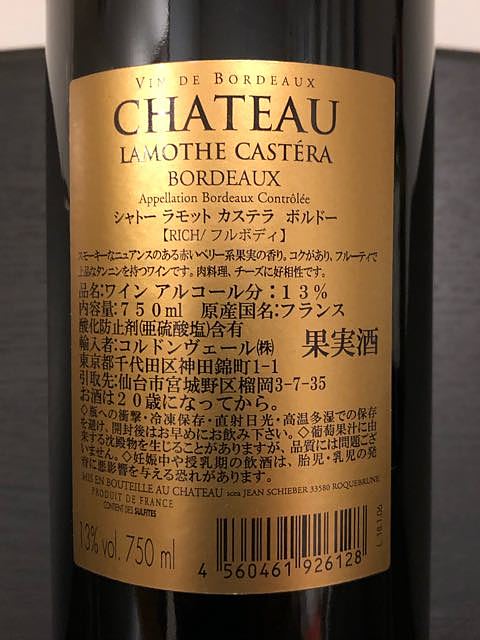 VIN DE BORDEAUX
CHATEAU
LAMOTHE CASTÉRA
BORDEAUX
Appellation Bordeaux Contrôlée
シャトー ラモット カステラ ボルドー
【RICH/フルボディ】
スモーキーなニュアンスのある赤いベリー系果実の香り。コクがあり、フルーティで
上品なタンニンを持つワインです。肉料理、チーズに好相性です。
品名:ワイン アルコール分:13%
内容量:750ml 原産国名:フランス
酸化防止剤(亜硫酸塩)含有
果実酒
輸入者:コルドンヴェール㈱
東京都千代田区神田錦町1-1
引取先:仙台市宮城野区榴岡3-7-35
お酒は20歳になってから。
◇瓶への衝撃・冷凍保存・直射日光・高温多湿での保存
を避け、開封後はお早めにお飲み下さい。◇葡萄果汁に由
来する沈殿物を生じることがありますが、品質には問題ござ
いません。◇妊娠中や授乳期の飲酒は、胎児・乳児の発
育に悪影響を与える恐れがあります。
MIS EN BOUTEILLE AU CHATEAU scea JEAN SCHIEBER 33580 ROQUEBRUNE
PRODUIT DE FRANCE
CONTENT DES SULFITES
13% vol. 750 ml
4 560461 926128
L.18.1.06